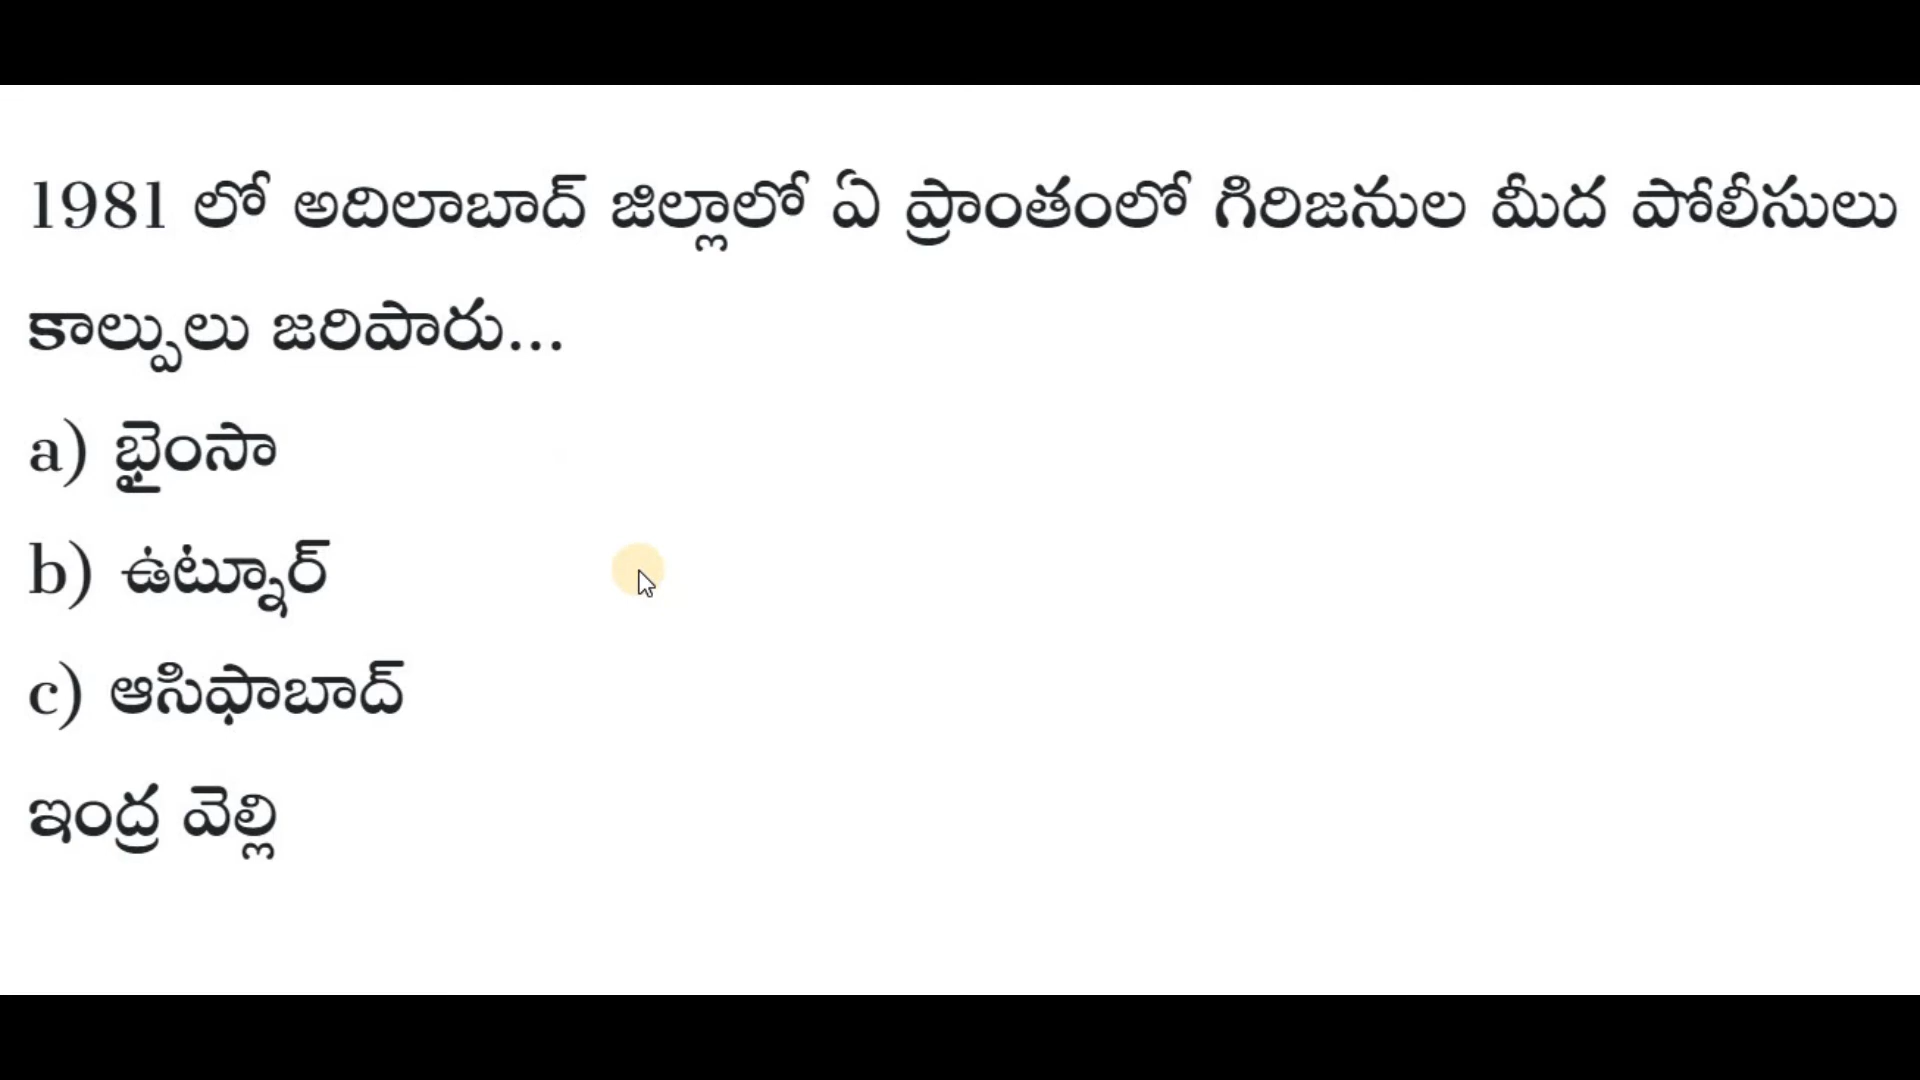 1981 లో అదిలాబాద్ జిల్లాలో ఏ ప్రాంతంలో గిరిజనుల మీద పోలీసులు
కాల్పులు జరిపారు...
a) భైంసా
b) ఉట్నూర్
c) ఆసిఫాబాద్
ఇంద్ర వెల్లి